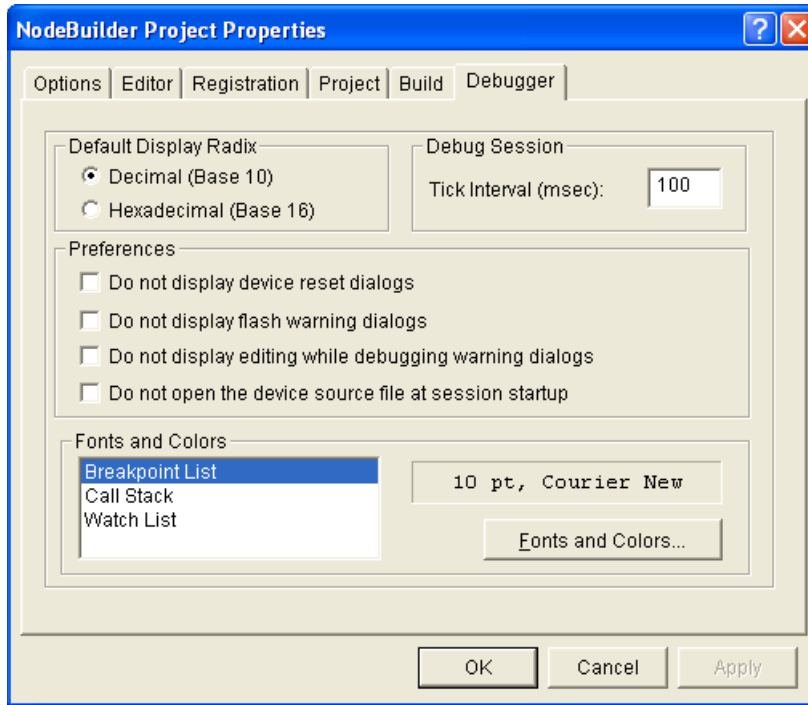 NodeBuilder Project Properties
Options Editor Registration Project Build Debugger
Default Display Radix
Decimal (Base 10)
Hexadecimal (Base 16)
Debug Session
Tick Interval (msec): 100
Preferences
Do not display device reset dialogs
Do not display flash warning dialogs
Do not display editing while debugging warning dialogs
Do not open the device source file at session startup
Fonts and Colors
Breakpoint List
Call Stack
Watch List
10 pt, Courier New
Fonts and Colors...
OK Cancel Apply